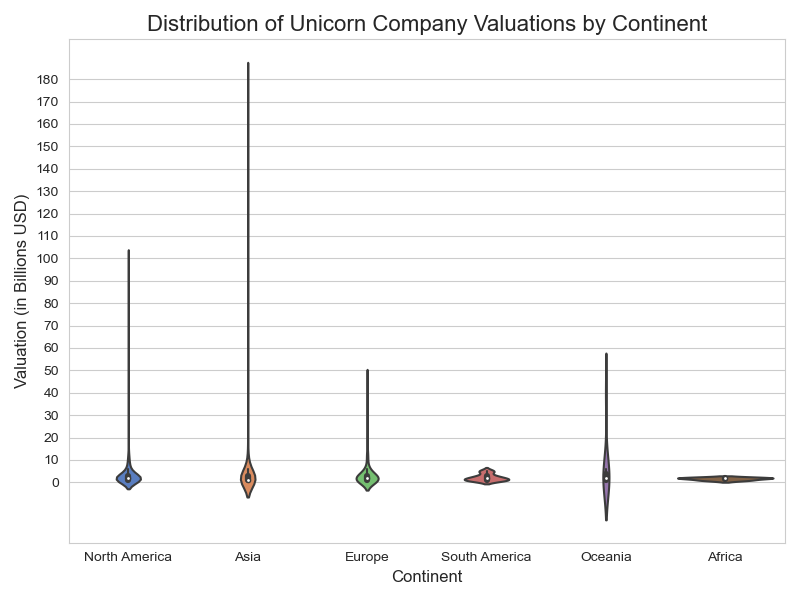 Distribution of Unicorn Company Valuations by Continent
Valuation (in Billions USD)
180
170
160
150
140
130
120
110
100
90
80
70
60
50
40
30
20
10
0
North America
Asia
Europe
South America
Oceania
Africa
Continent